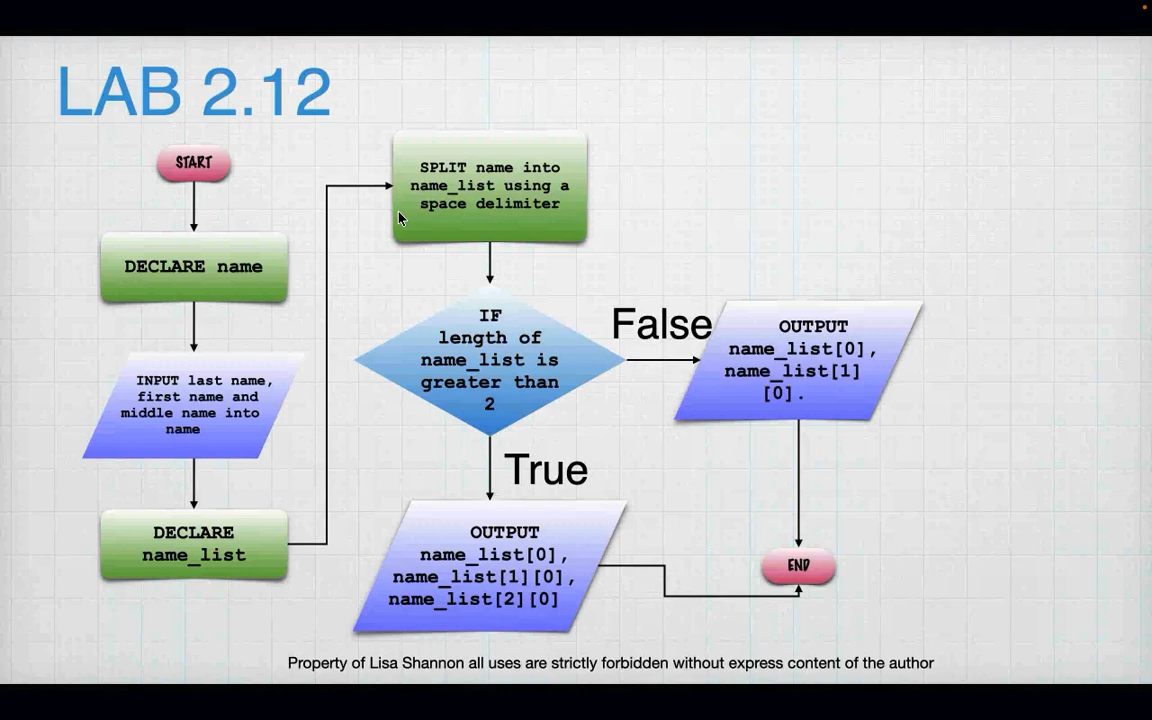 LAB 2.12
START
DECLARE name
INPUT last name,
first name and
middle name into
name
DECLARE
name_list
SPLIT name into
name_list using a
space delimiter
IF
length of
name_list is
greater than
2
False
True
OUTPUT
name_list[0],
name_list[1]
[0].
OUTPUT
name_list[0],
name_list[1][0],
name_list[2][0]
END
Property of Lisa Shannon all uses are strictly forbidden without express content of the author